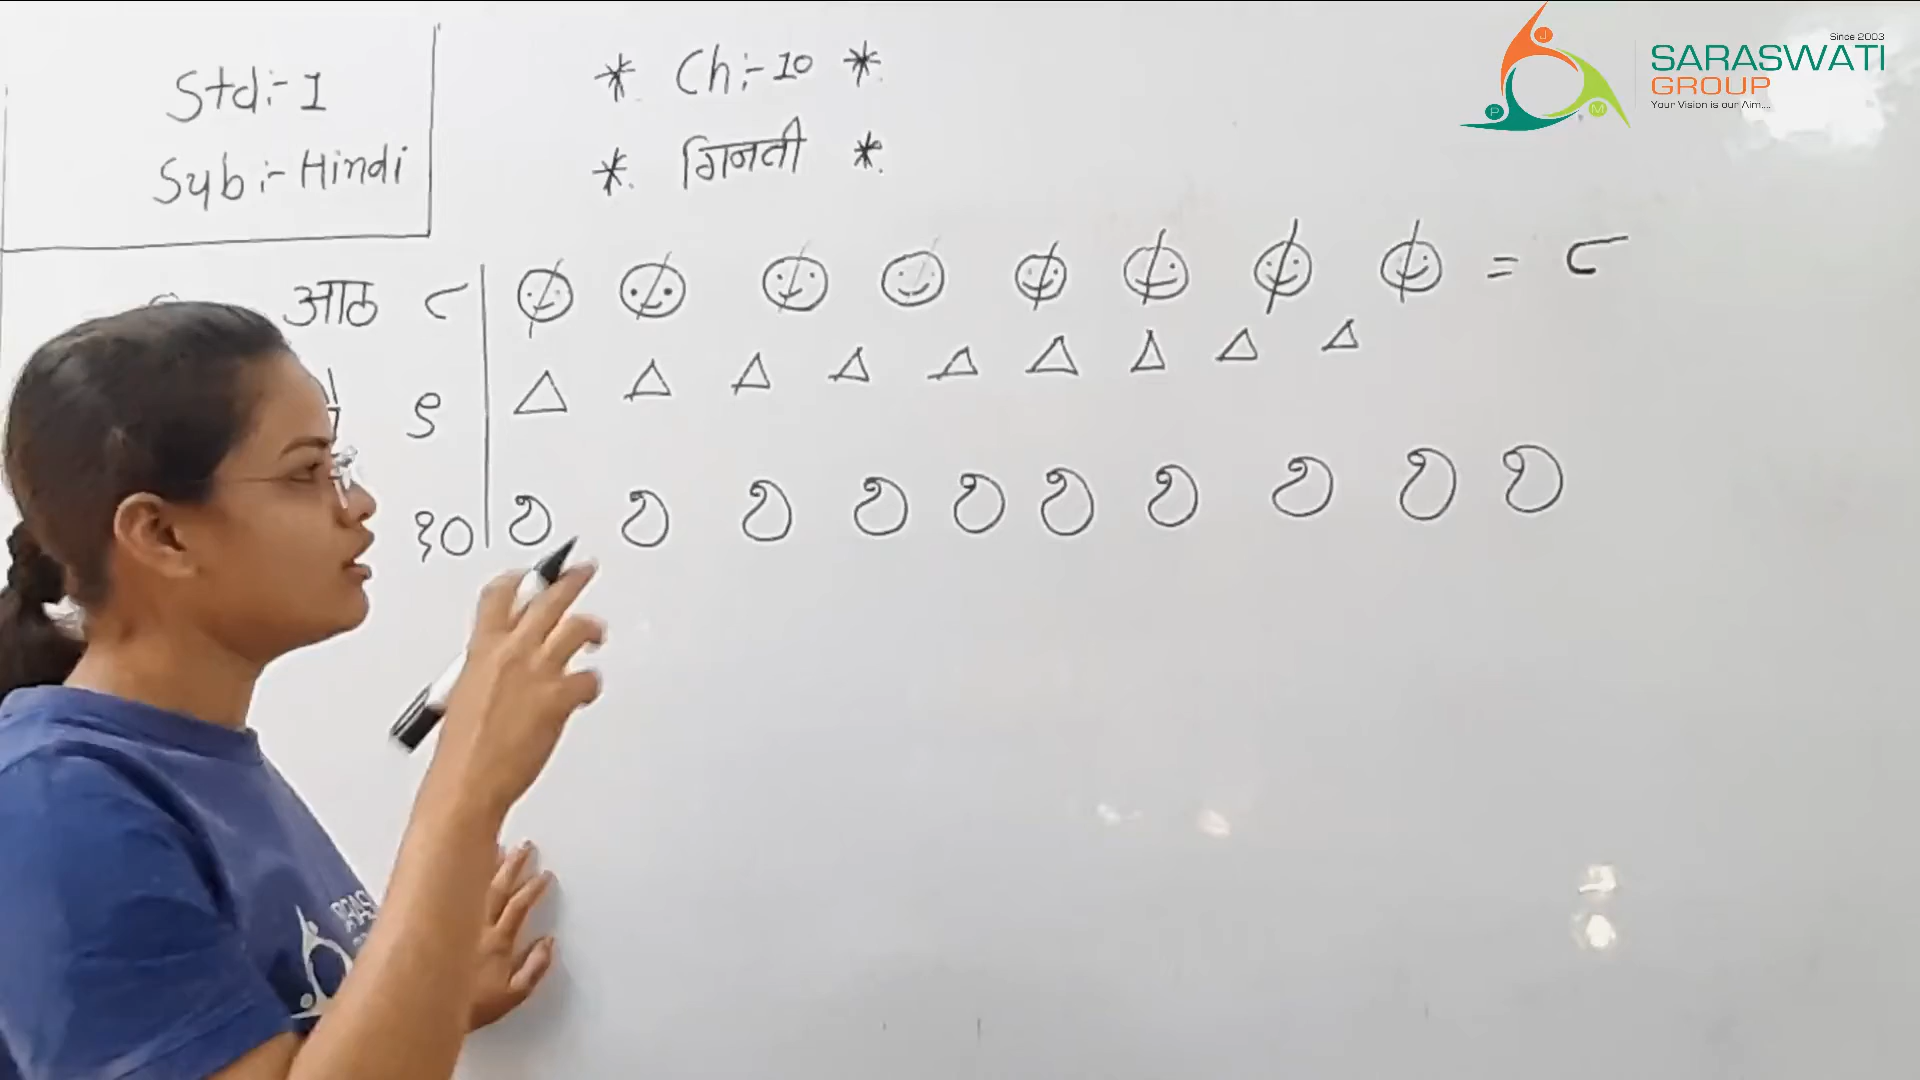 Std:- 1
Sub:- Hindi
* Ch:- 10 *
* गिनती *
आठ ८ = ८
९
१०
Since 2003
SARASWATI
GROUP
Your Vision is our Aim....
J
P
M